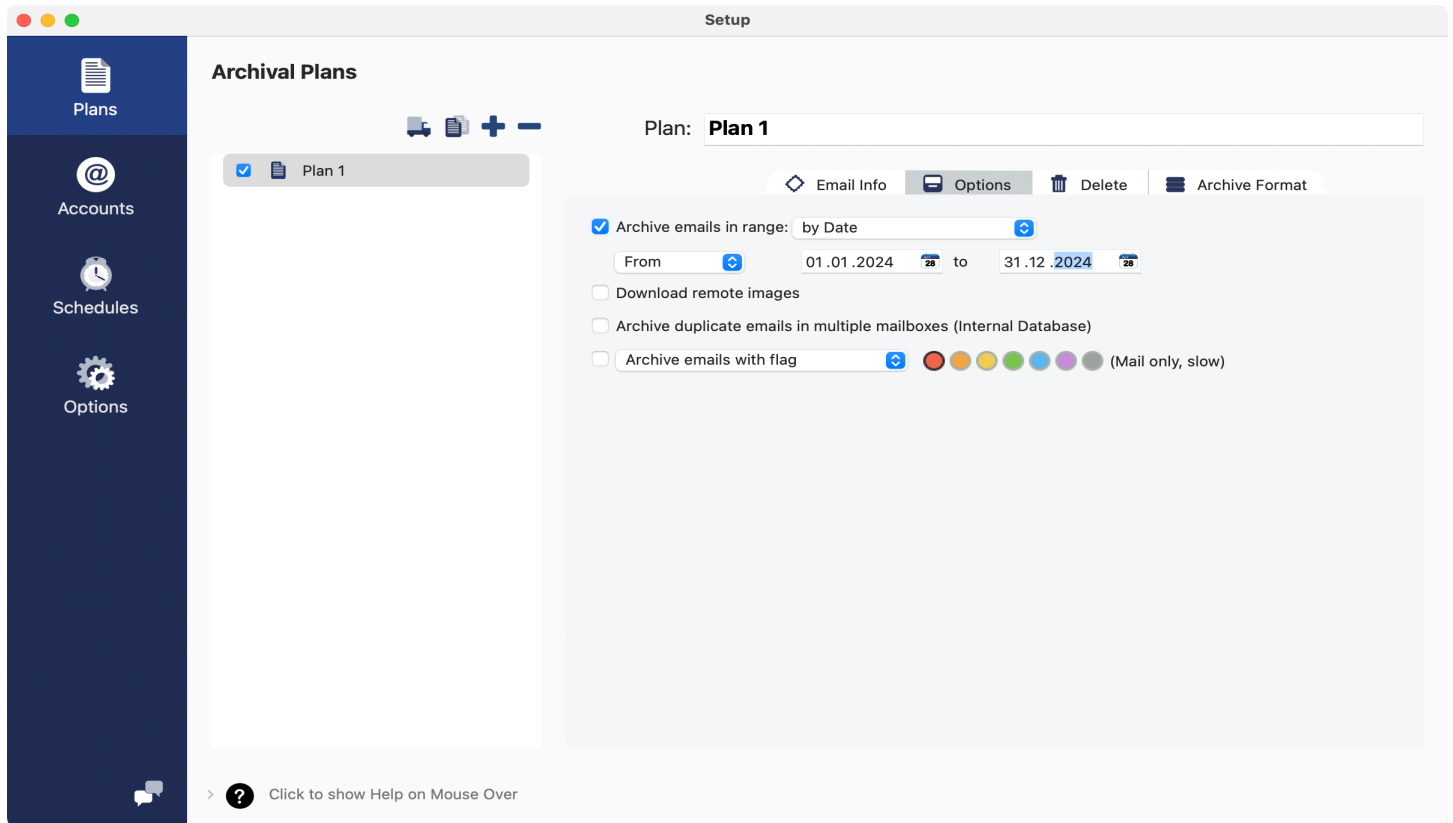 Setup
Plans
Accounts
Schedules
Options
Archival Plans
Plan 1
Plan: Plan 1
Email Info Options Delete Archive Format
Archive emails in range: by Date
From 01.01.2024 28 to 31.12.2024 28
Download remote images
Archive duplicate emails in multiple mailboxes (Internal Database)
Archive emails with flag (Mail only, slow)
? Click to show Help on Mouse Over